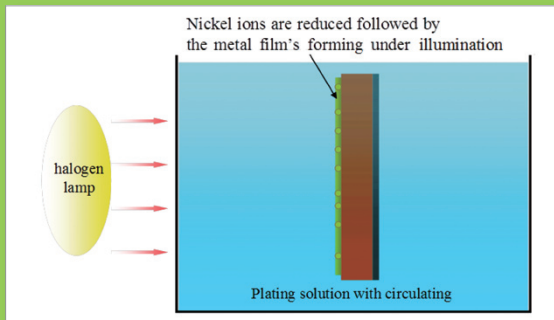 Nickel ions are reduced followed by
the metal film's forming under illumination
halogen
lamp
Plating solution with circulating